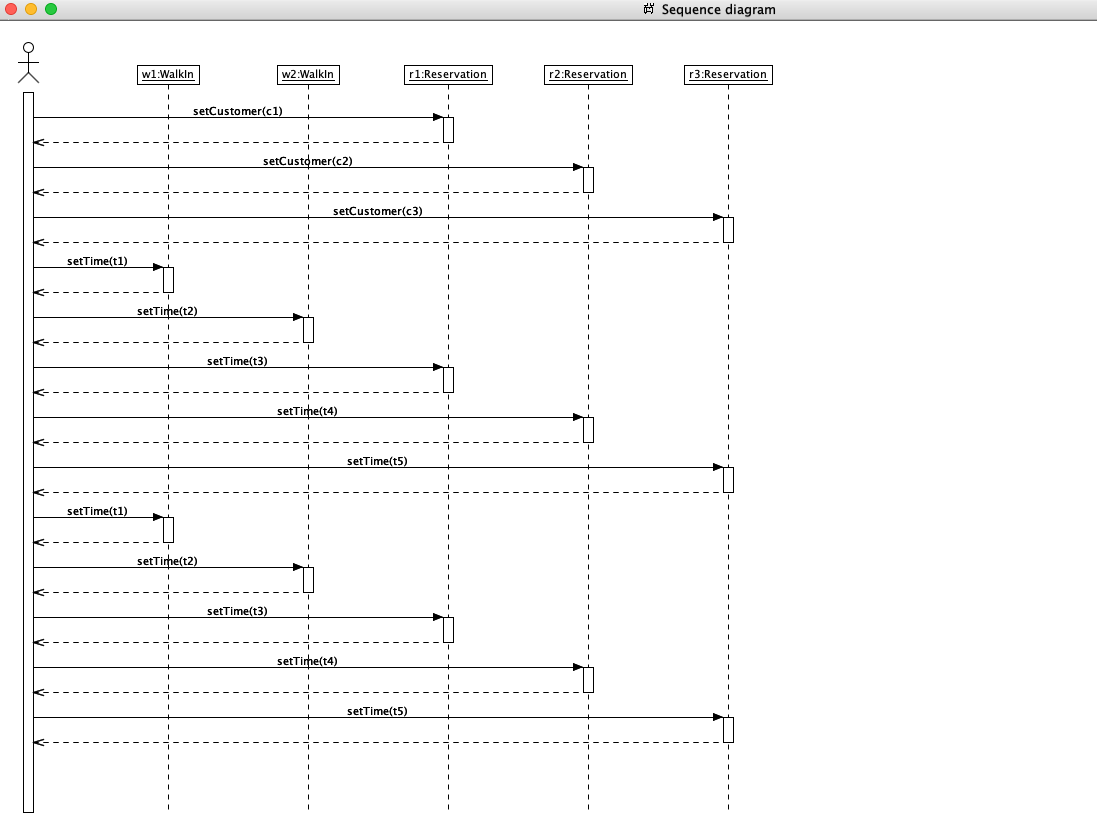 Sequence diagram
w1:WalkIn
w2:WalkIn
r1:Reservation
r2:Reservation
r3:Reservation
setCustomer(c1)
setCustomer(c2)
setCustomer(c3)
setTime(t1)
setTime(t2)
setTime(t3)
setTime(t4)
setTime(t5)
setTime(t1)
setTime(t2)
setTime(t3)
setTime(t4)
setTime(t5)